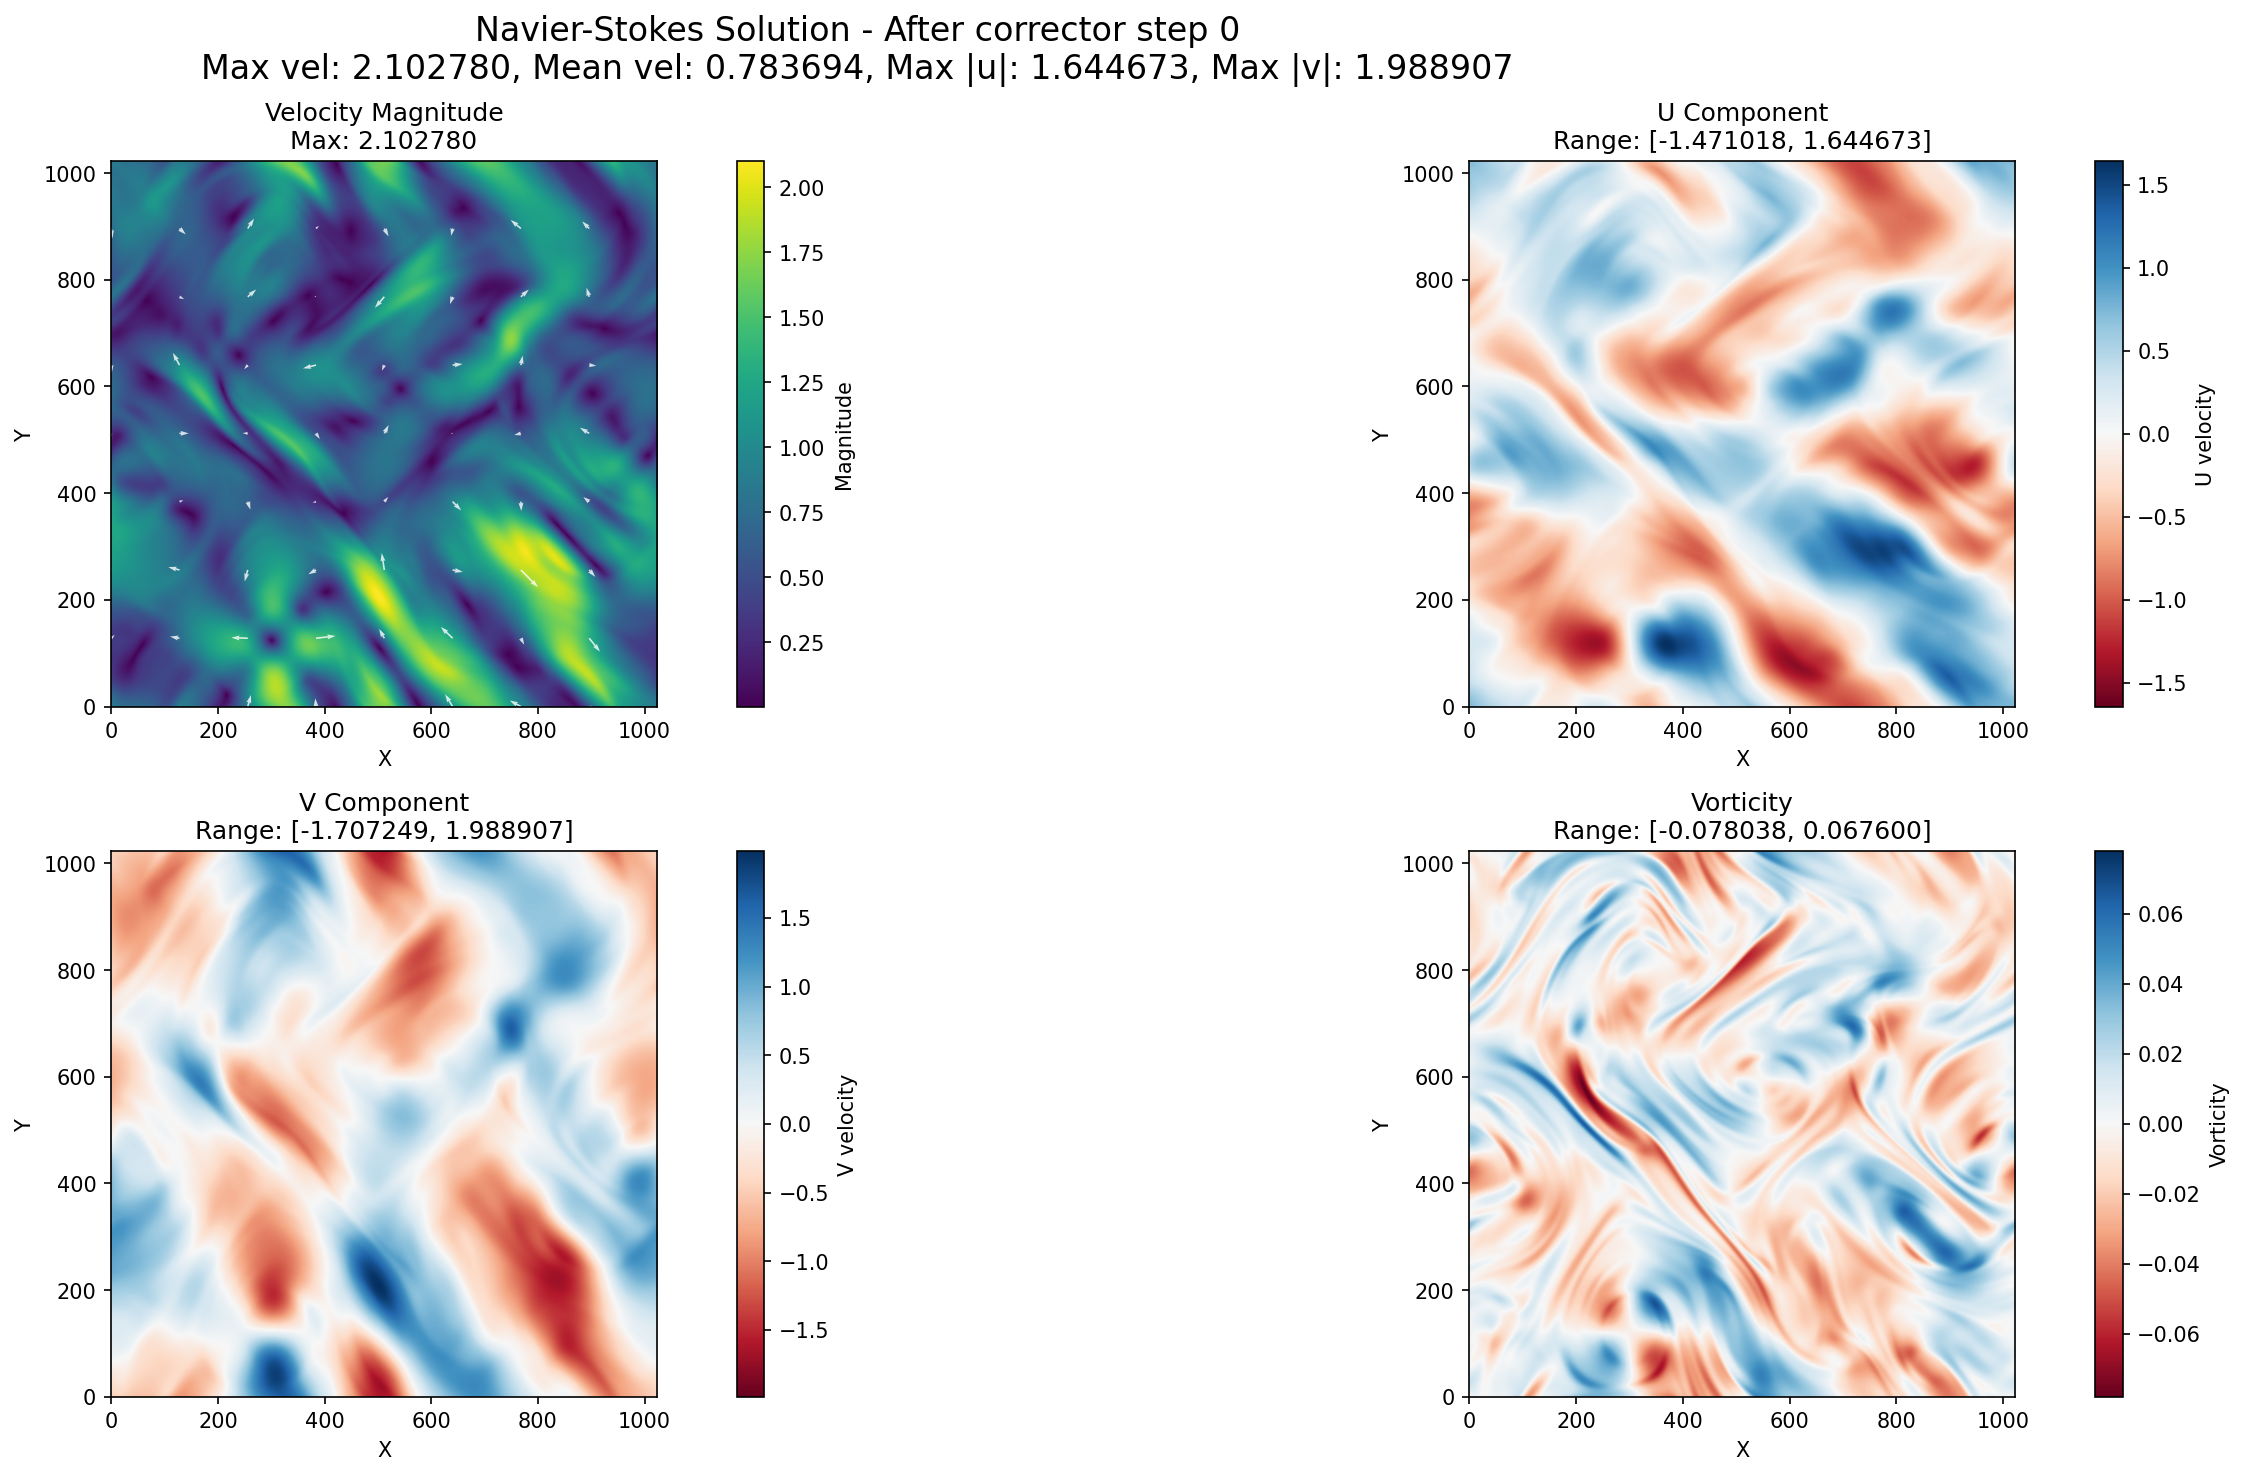 Navier-Stokes Solution - After corrector step 0
Max vel: 2.102780, Mean vel: 0.783694, Max |u|: 1.644673, Max |v|: 1.988907
Velocity Magnitude
Max: 2.102780
1000
800
600
400
200
0
Y
0 200 400 600 800 1000
X
2.00
1.75
1.50
1.25
1.00
0.75
0.50
0.25
Magnitude
U Component
Range: [-1.471018, 1.644673]
1000
800
600
400
200
0
Y
0 200 400 600 800 1000
X
1.5
1.0
0.5
0.0
−0.5
−1.0
−1.5
U velocity
V Component
Range: [-1.707249, 1.988907]
1000
800
600
400
200
0
Y
0 200 400 600 800 1000
X
1.5
1.0
0.5
0.0
−0.5
−1.0
−1.5
V velocity
Vorticity
Range: [-0.078038, 0.067600]
1000
800
600
400
200
0
Y
0 200 400 600 800 1000
X
0.06
0.04
0.02
0.00
−0.02
−0.04
−0.06
Vorticity